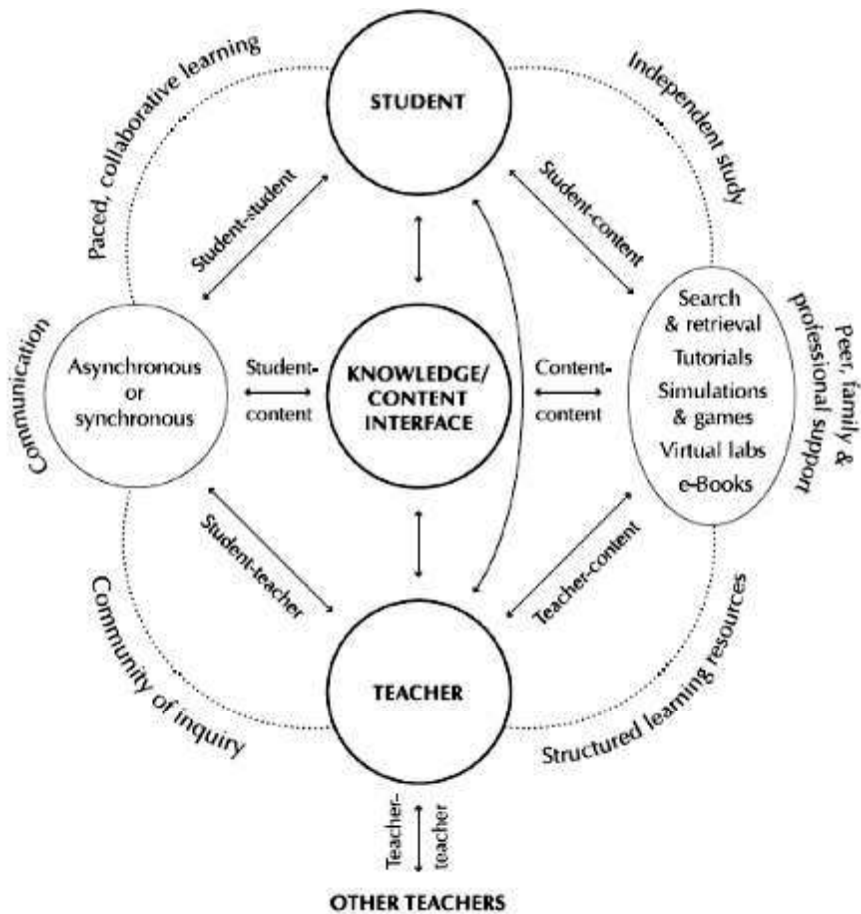 STUDENT
Paced, collaborative learning
Independent study
Student-student
Student-content
Communication
Asynchronous
or
synchronous
Student-
content
KNOWLEDGE/
CONTENT
INTERFACE
Content-
content
Search
& retrieval
Tutorials
Simulations
& games
Virtual labs
e-Books
Peer, family &
professional support
Student-teacher
Teacher-content
Community of inquiry
TEACHER
Structured learning resources
Teacher-
teacher
OTHER TEACHERS